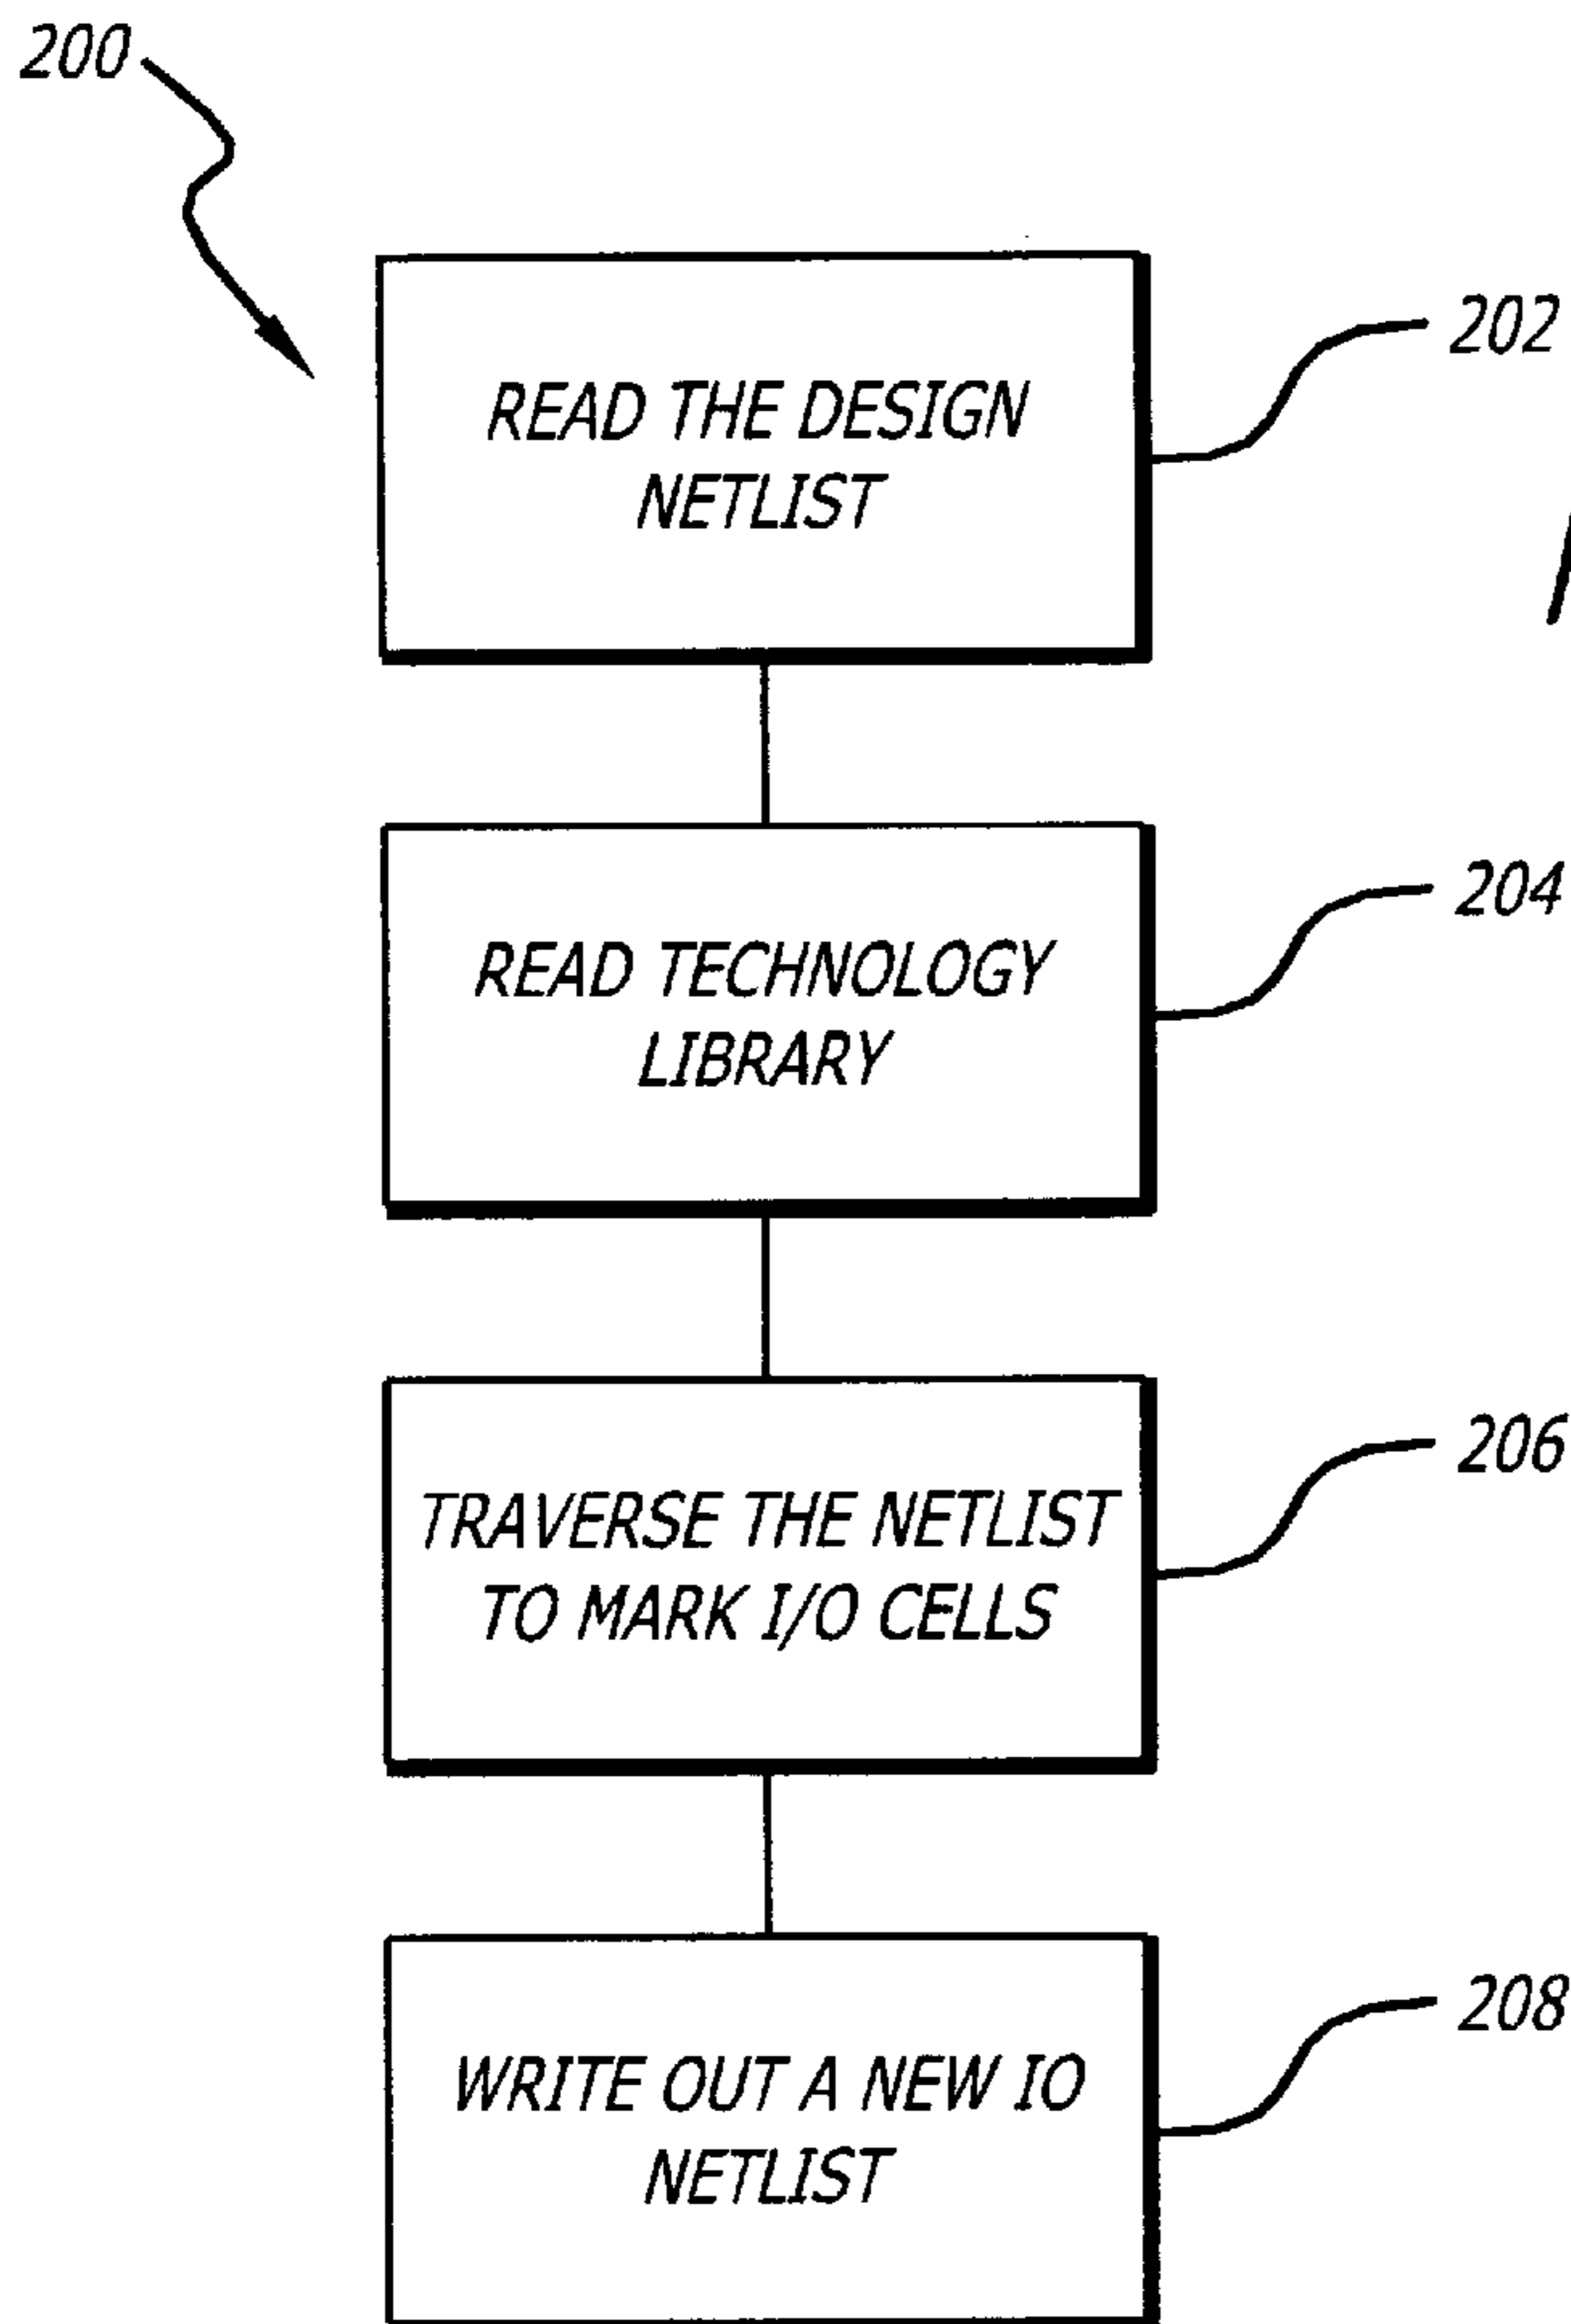 200
READ THE DESIGN
NETLIST
202
READ TECHNOLOGY
LIBRARY
204
TRAVERSE THE NETLIST
TO MARK I/O CELLS
206
WRITE OUT A NEW IO
NETLIST
208